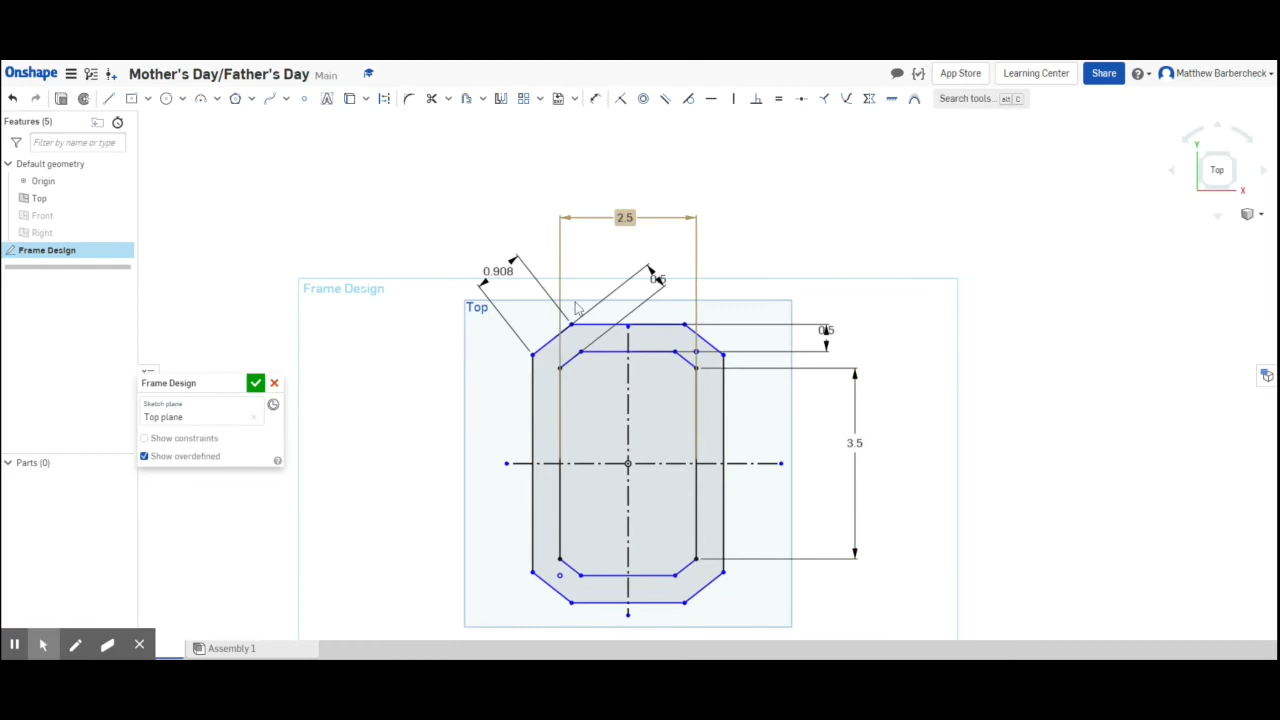 Onshape Mother's Day/Father's Day Main App Store Learning Center Share Matthew Barbercheck
Search tools... alt C
Features (5)
Filter by name or type
Default geometry
Origin
Top
Front
Right
Frame Design
Parts (0)
Frame Design
Sketch plane
Top plane
Show constraints
Show overdefined
Frame Design
Top
2.5
0.908
0.5
0.5
3.5
Y
Top
X
Assembly 1